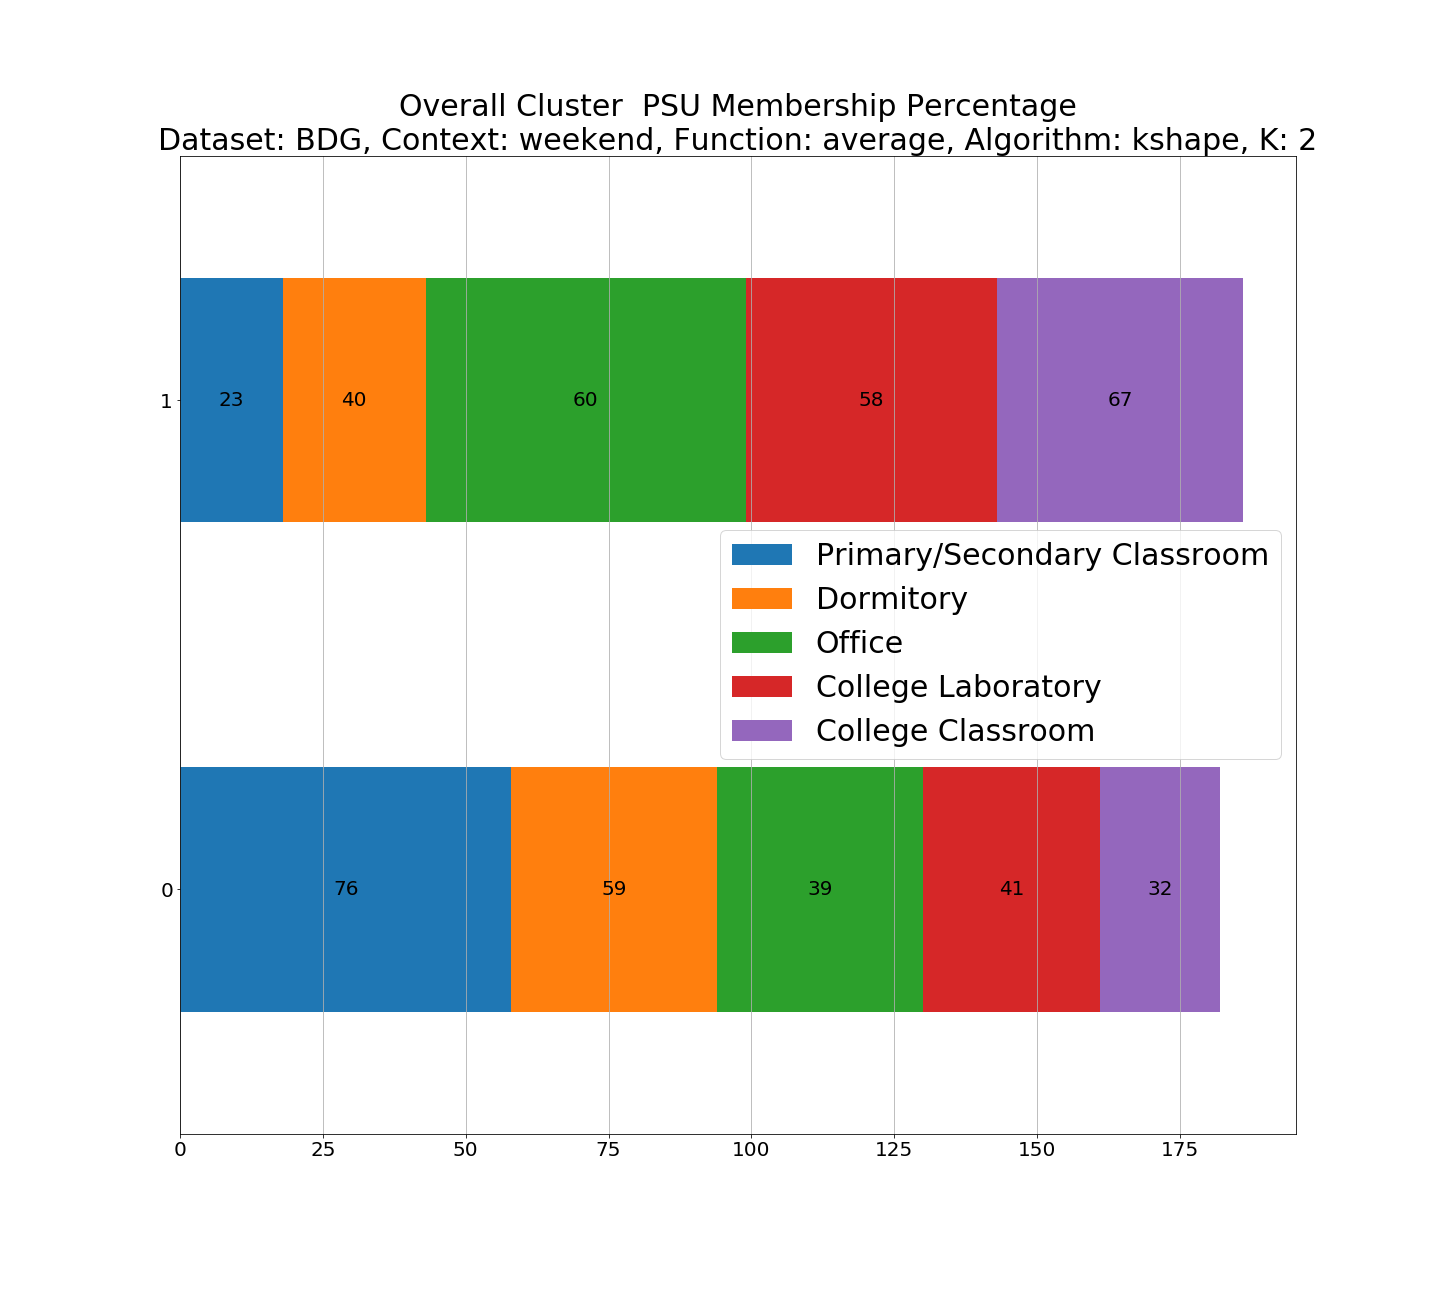 Overall Cluster  PSU Membership Percentage
Dataset: BDG, Context: weekend, Function: average, Algorithm: kshape, K: 2
1
23 40 60 58 67
Primary/Secondary Classroom
Dormitory
Office
College Laboratory
College Classroom
0
76 59 39 41 32
0 25 50 75 100 125 150 175